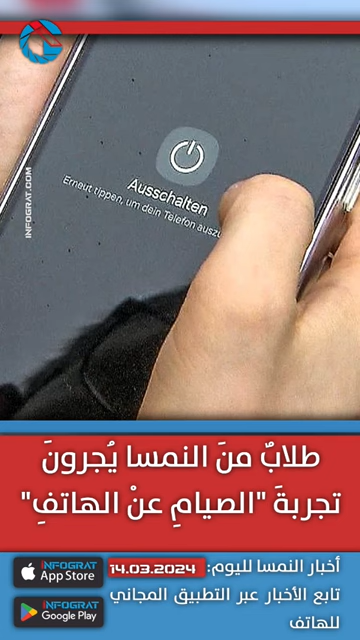 INFOGRAT.COM
Ausschalten
Erneut tippen, um dein Telefon auszu
طلابٌ منَ النمسا يُجرونَ
تجربةَ "الصيامِ عنْ الهاتفِ"
أخبار النمسا لليوم: 14.03.2024
تابع الأخبار عبر التطبيق المجاني
للهاتف
INFOGRAT
App Store
INFOGRAT
Google Play